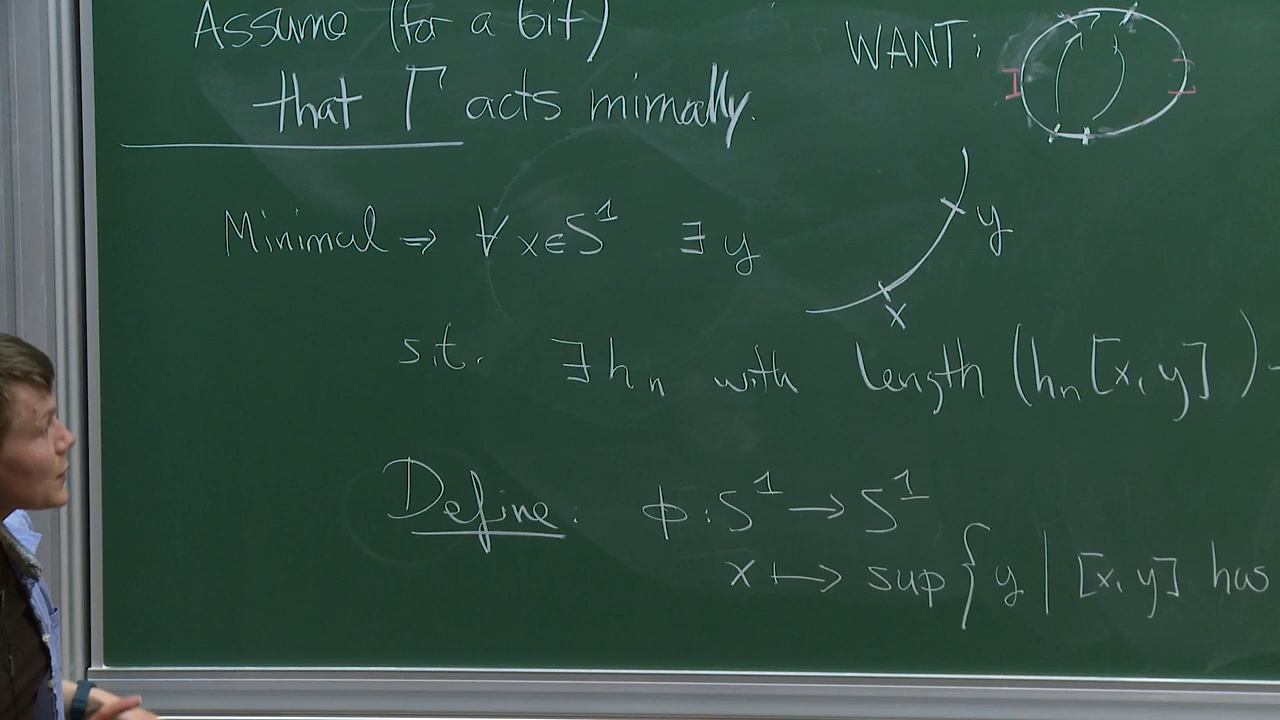 Assume (for a bit)
that Γ acts mimally.
WANT:
I
I
Minimal ⇒ ∀ x∈S¹ ∃ y
y
x
s.t. ∃ hₙ with length (hₙ [x, y] )
Define: ϕ: S¹ → S¹
x ↦ sup { y | [x, y] has